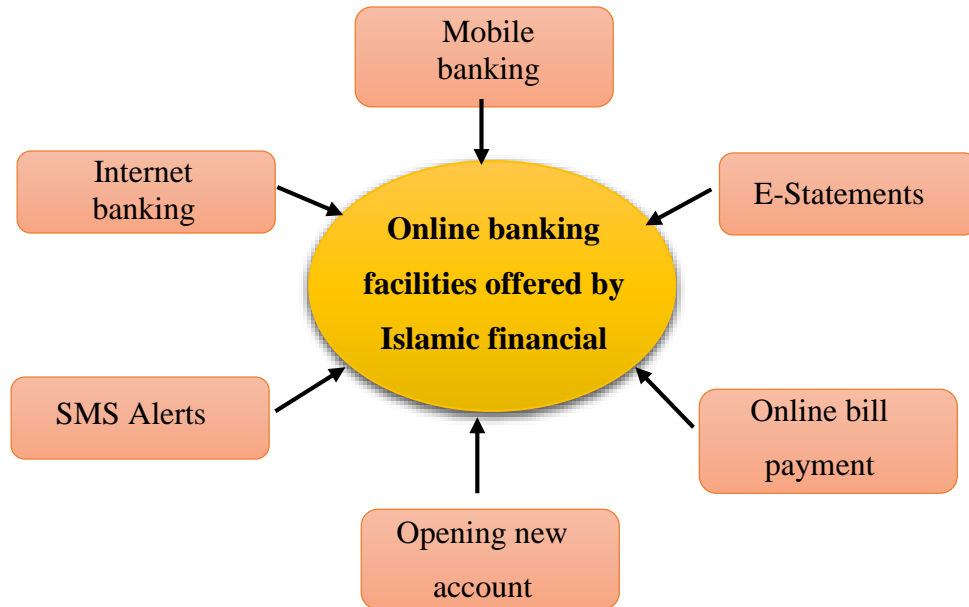 Mobile
banking
Internet
banking
E-Statements
Online banking
facilities offered by
Islamic financial
SMS Alerts
Online bill
payment
Opening new
account